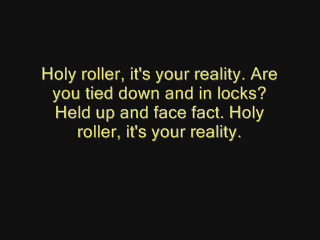 Holy roller, it's your reality. Are
you tied down and in locks?
Held up and face fact. Holy
roller, it's your reality.